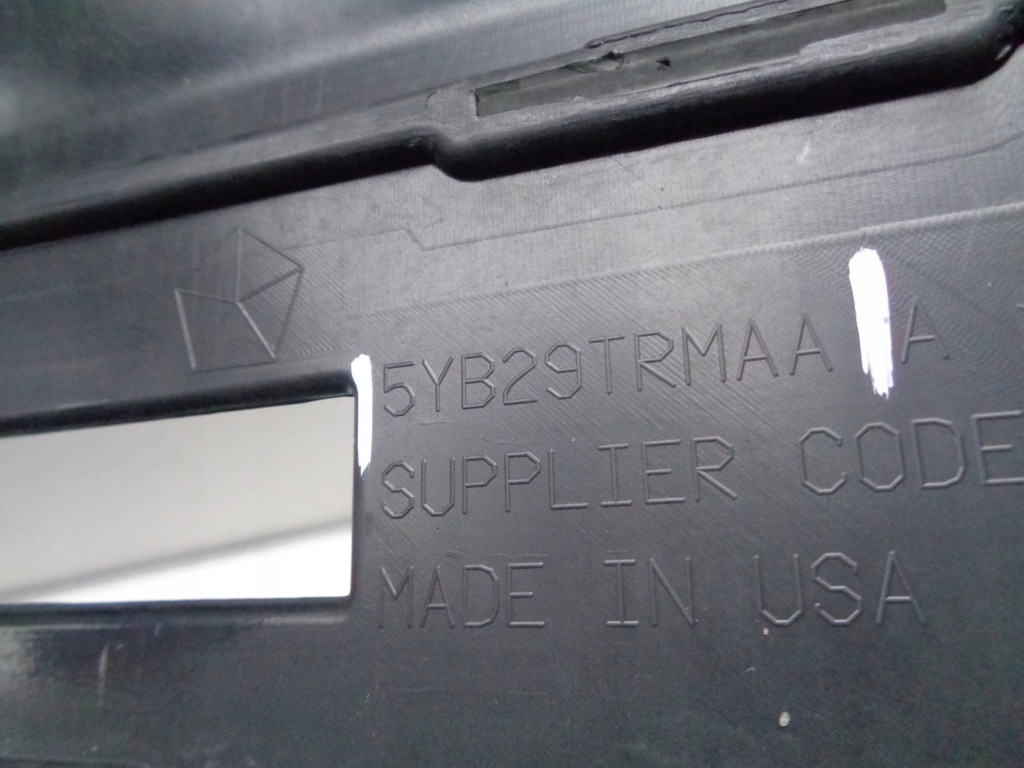 5YB29TRMAA A
SUPPLIER CODE
MADE IN USA